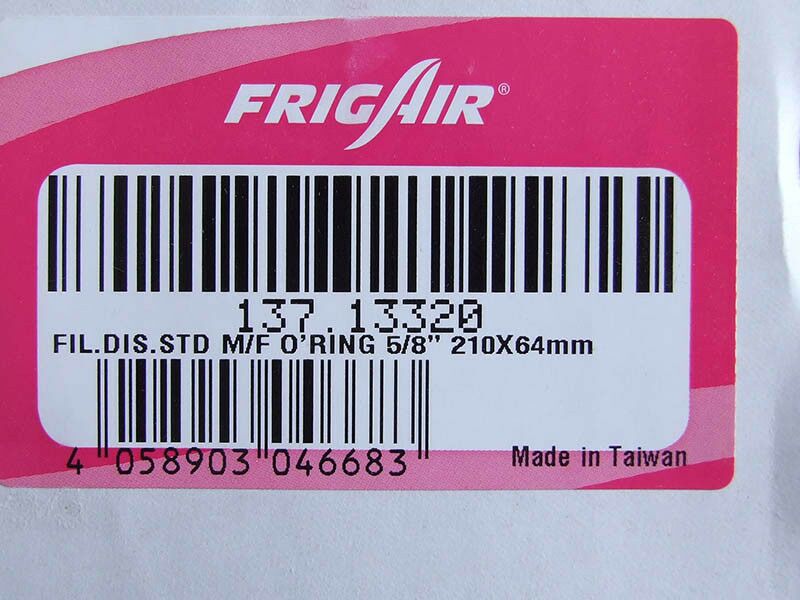 FRIGAIR®
137.13320
FIL.DIS.STD M/F O'RING 5/8" 210X64mm
4 058903 046683
Made in Taiwan